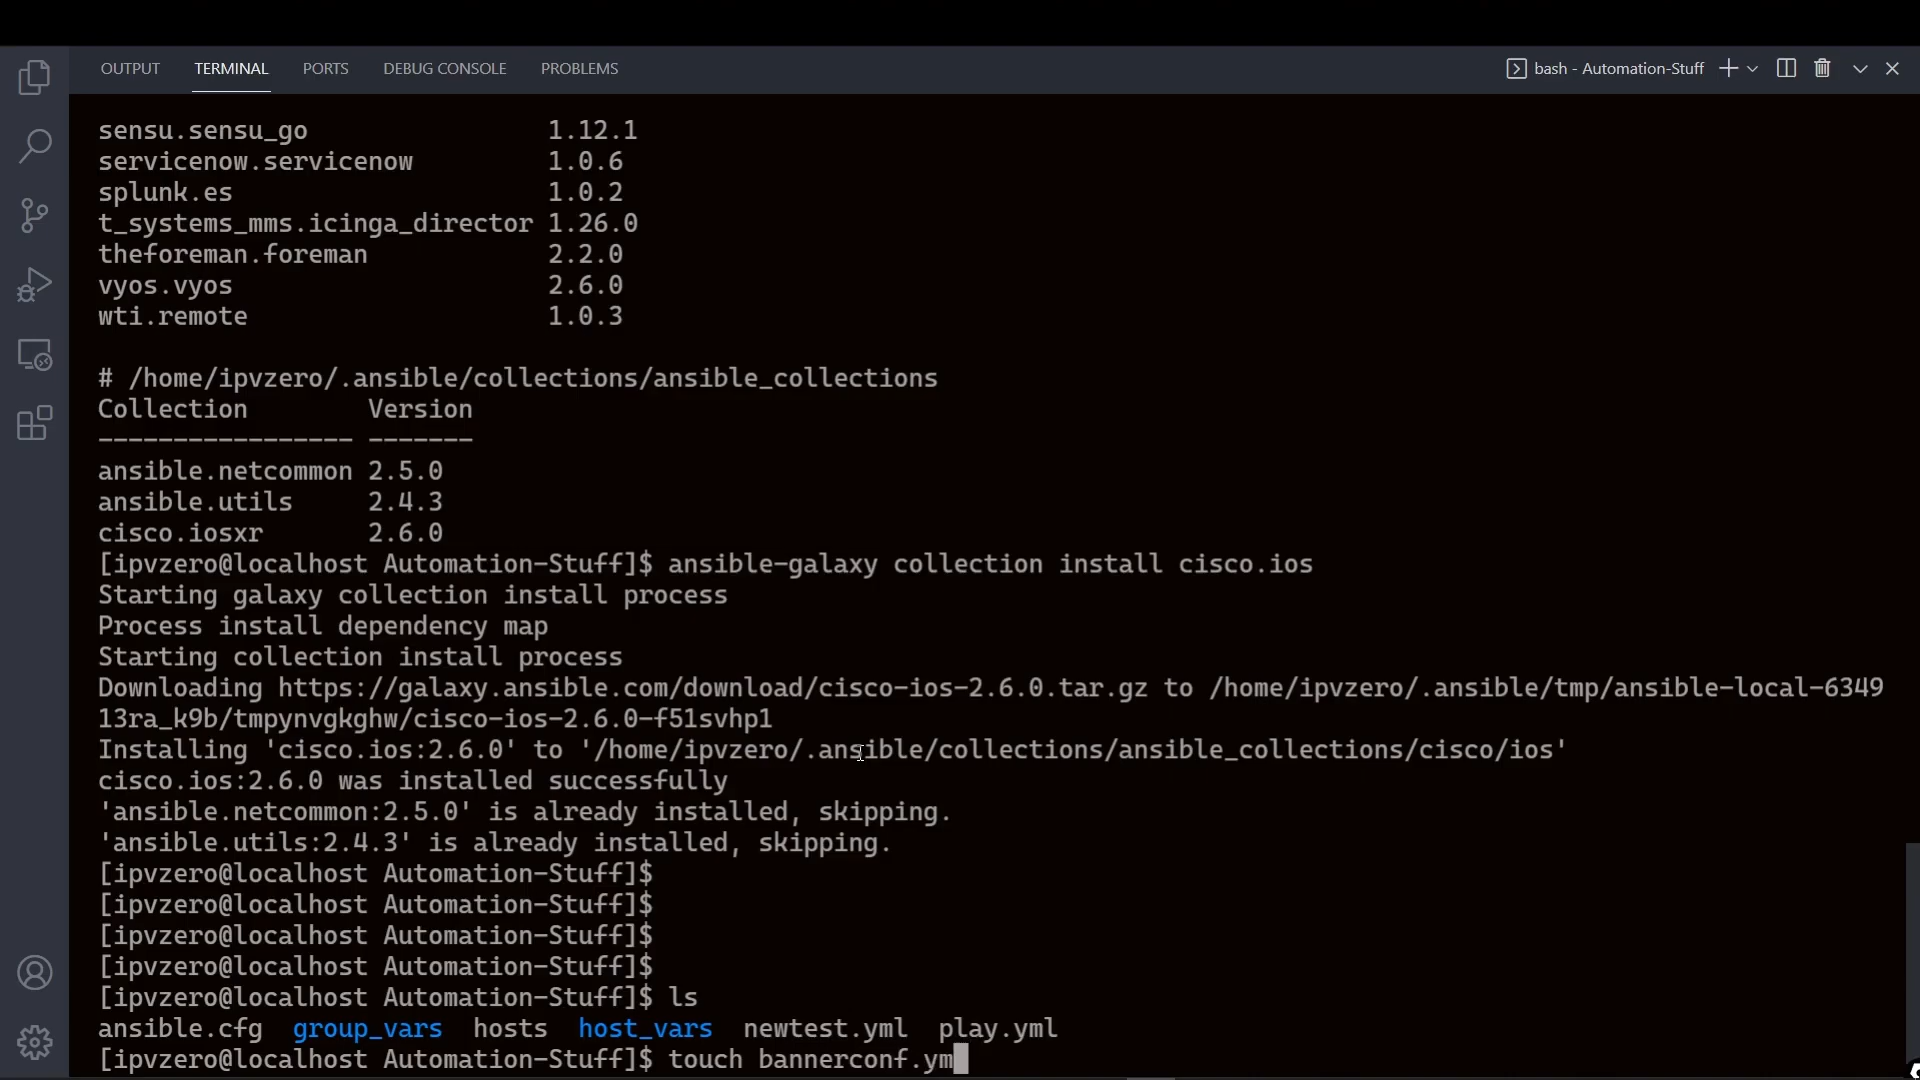 OUTPUT TERMINAL PORTS DEBUG CONSOLE PROBLEMS bash - Automation-Stuff
sensu.sensu_go 1.12.1
servicenow.servicenow 1.0.6
splunk.es 1.0.2
t_systems_mms.icinga_director 1.26.0
theforeman.foreman 2.2.0
vyos.vyos 2.6.0
wti.remote 1.0.3
# /home/ipvzero/.ansible/collections/ansible_collections
Collection Version
----------------- -------
ansible.netcommon 2.5.0
ansible.utils 2.4.3
cisco.iosxr 2.6.0
[ipvzero@localhost Automation-Stuff]$ ansible-galaxy collection install cisco.ios
Starting galaxy collection install process
Process install dependency map
Starting collection install process
Downloading https://galaxy.ansible.com/download/cisco-ios-2.6.0.tar.gz to /home/ipvzero/.ansible/tmp/ansible-local-6349
13ra_k9b/tmpynvgkghw/cisco-ios-2.6.0-f51svhp1
Installing 'cisco.ios:2.6.0' to '/home/ipvzero/.ansible/collections/ansible_collections/cisco/ios'
cisco.ios:2.6.0 was installed successfully
'ansible.netcommon:2.5.0' is already installed, skipping.
'ansible.utils:2.4.3' is already installed, skipping.
[ipvzero@localhost Automation-Stuff]$
[ipvzero@localhost Automation-Stuff]$
[ipvzero@localhost Automation-Stuff]$
[ipvzero@localhost Automation-Stuff]$
[ipvzero@localhost Automation-Stuff]$ ls
ansible.cfg group_vars hosts host_vars newtest.yml play.yml
[ipvzero@localhost Automation-Stuff]$ touch bannerconf.ym